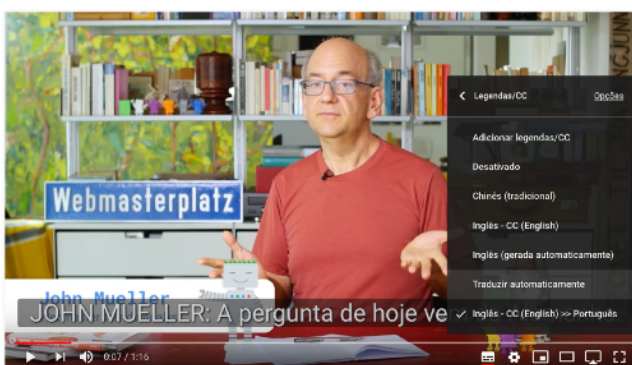 Legendas/CC
Opções
Adicionar legendas/CC
Desativado
Chinês (tradicional)
Inglês - CC (English)
Inglês (gerada automaticamente)
Traduzir automaticamente
Inglês - CC (English) >> Português
Webmasterplatz
John Mueller
JOHN MUELLER: A pergunta de hoje ve
0:07 / 1:16